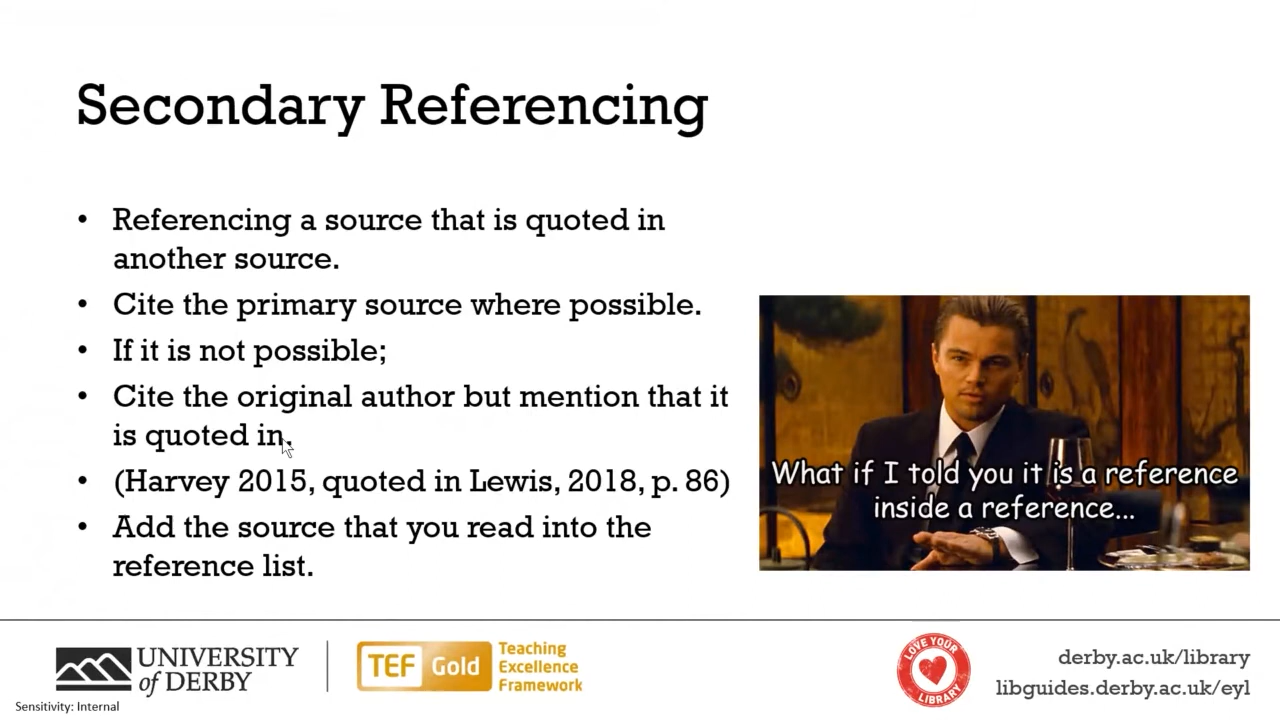 Secondary Referencing
• Referencing a source that is quoted in
another source.
• Cite the primary source where possible.
• If it is not possible;
• Cite the original author but mention that it
is quoted in.
• (Harvey 2015, quoted in Lewis, 2018, p. 86)
• Add the source that you read into the
reference list.
What if I told you it is a reference
inside a reference...
UNIVERSITY
of DERBY
TEF Gold
Teaching
Excellence
Framework
LOVE YOUR
LIBRARY
derby.ac.uk/library
libguides.derby.ac.uk/eyl
Sensitivity: Internal